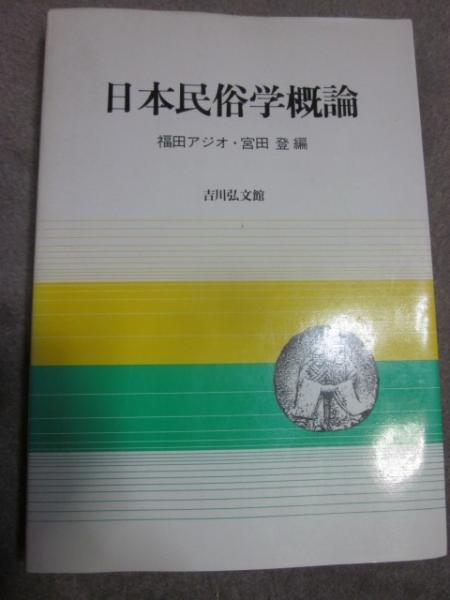 日本民俗学概論
福田アジオ・宮田 登 編
吉川弘文館